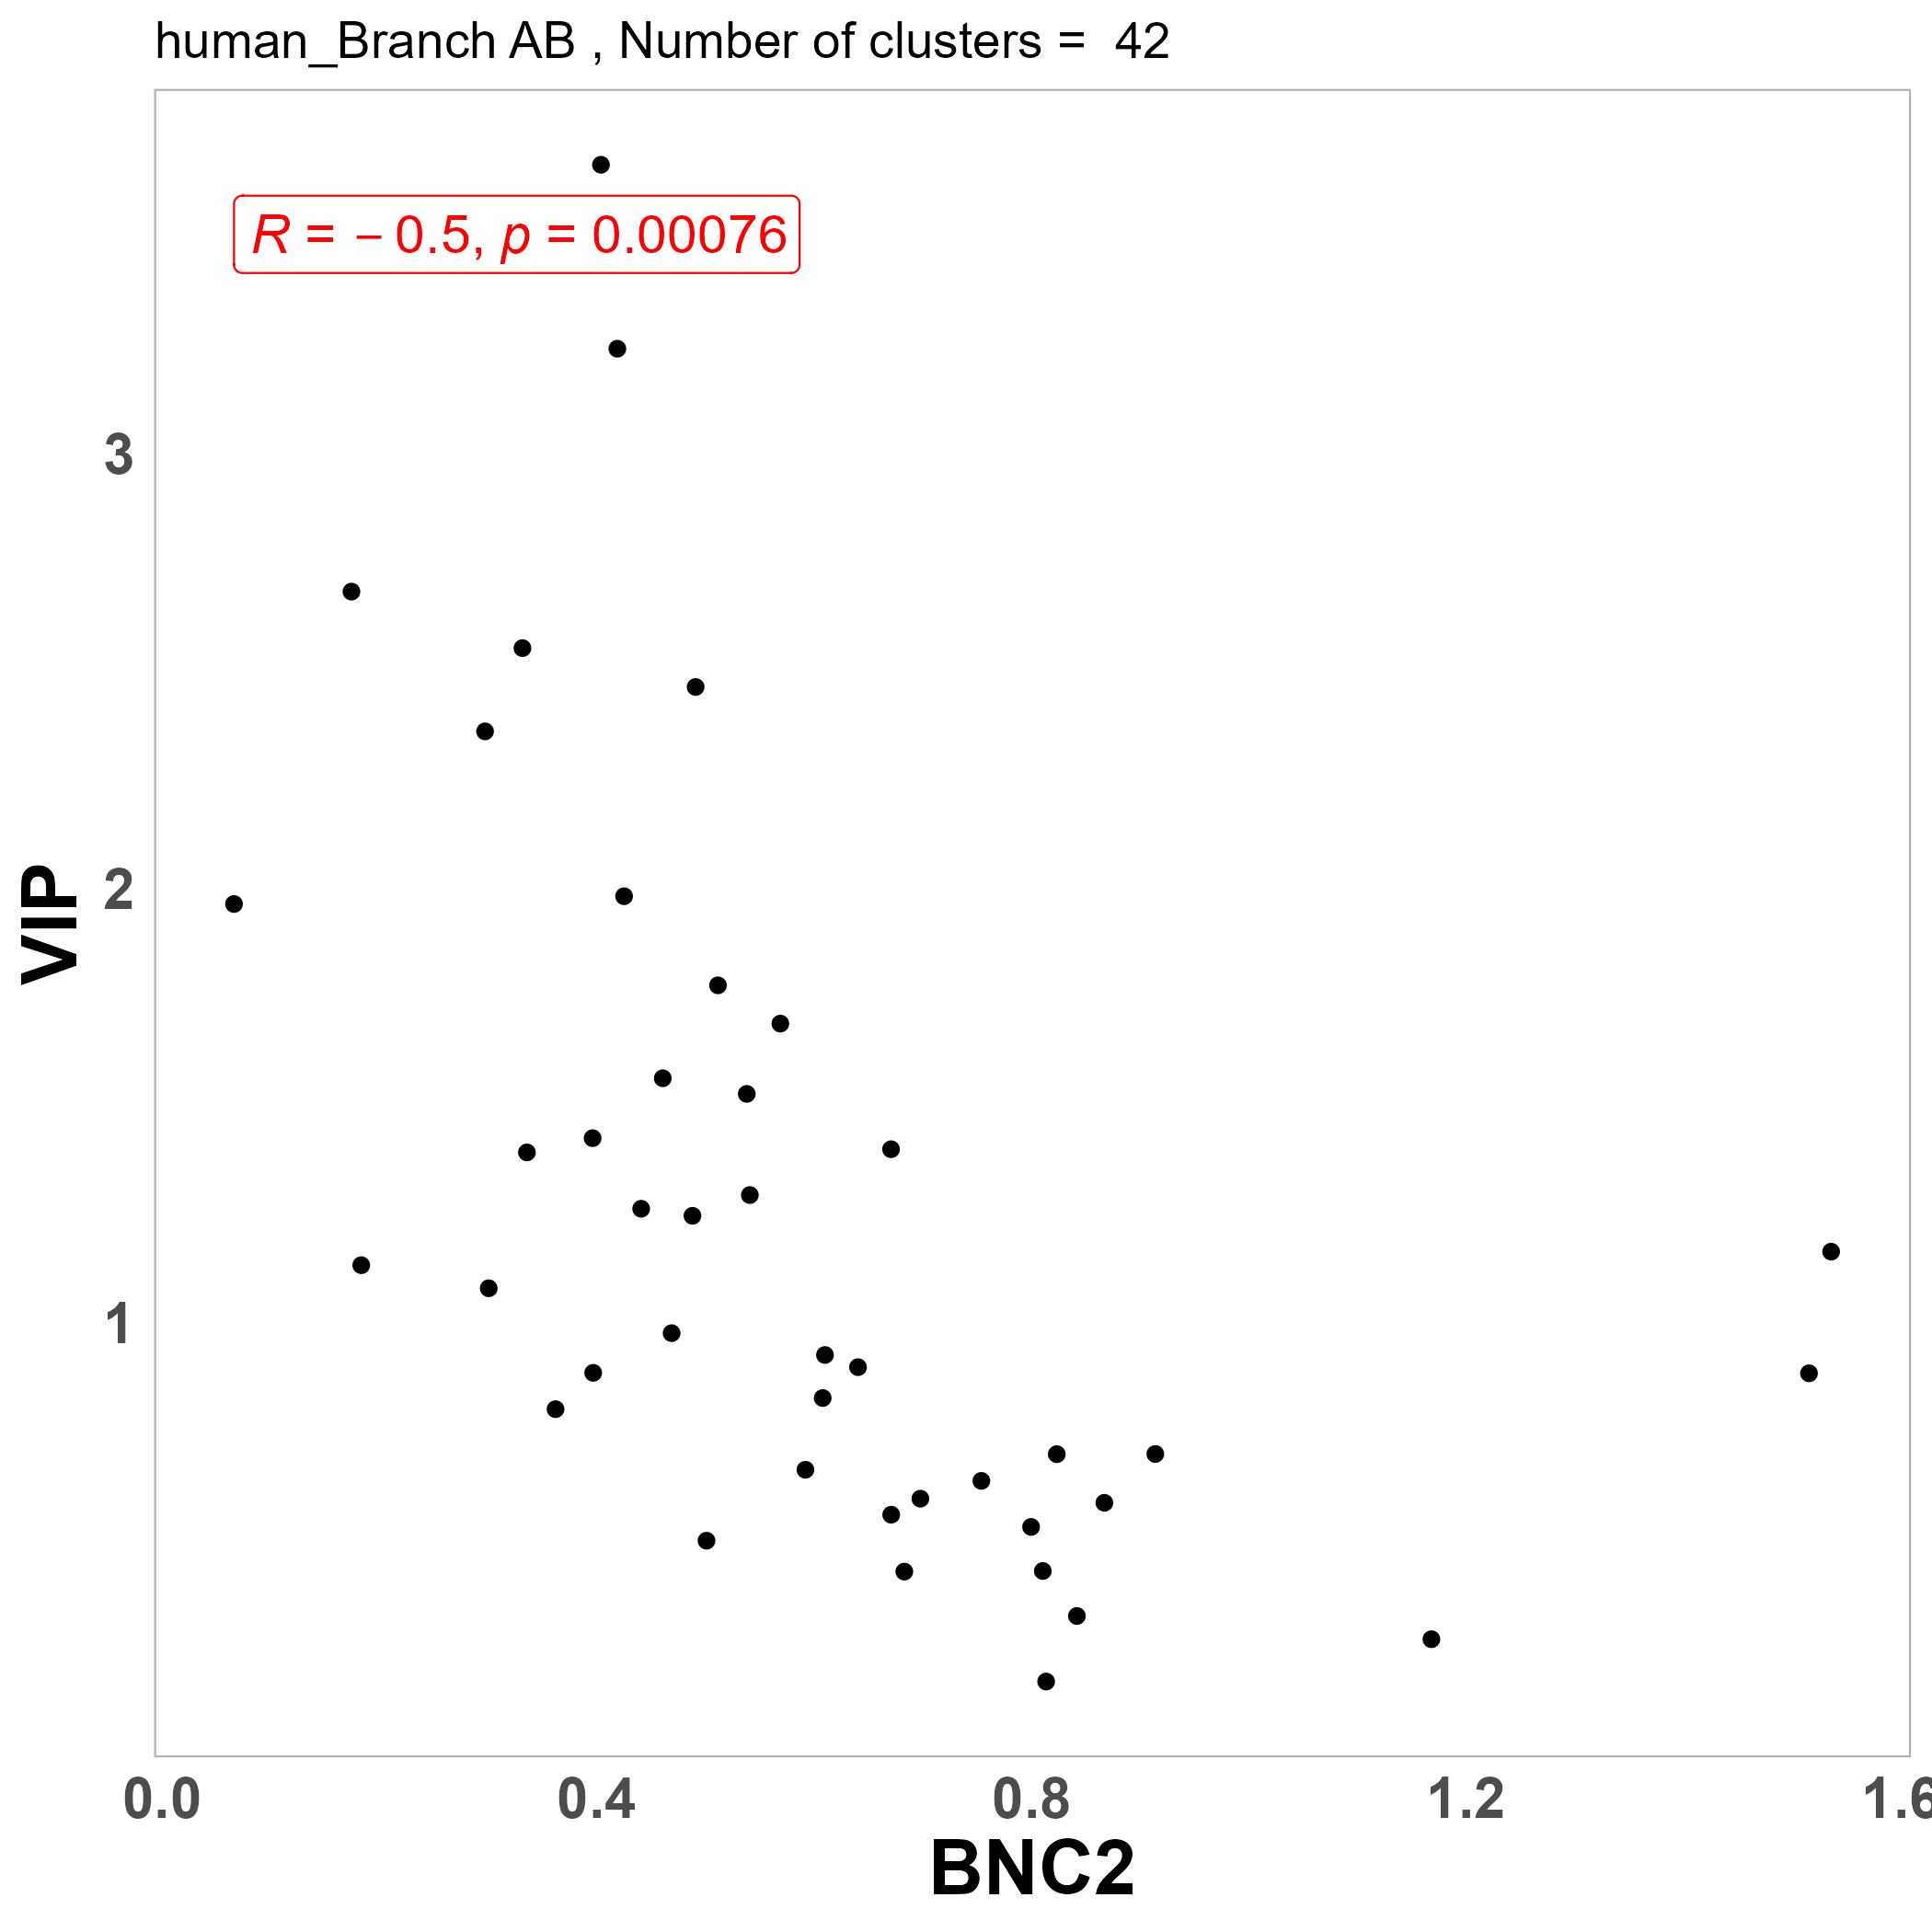 human_Branch AB , Number of clusters =  42
R = − 0.5, p = 0.00076
3
2
1
VIP
0.0 0.4 0.8 1.2 1.6
BNC2